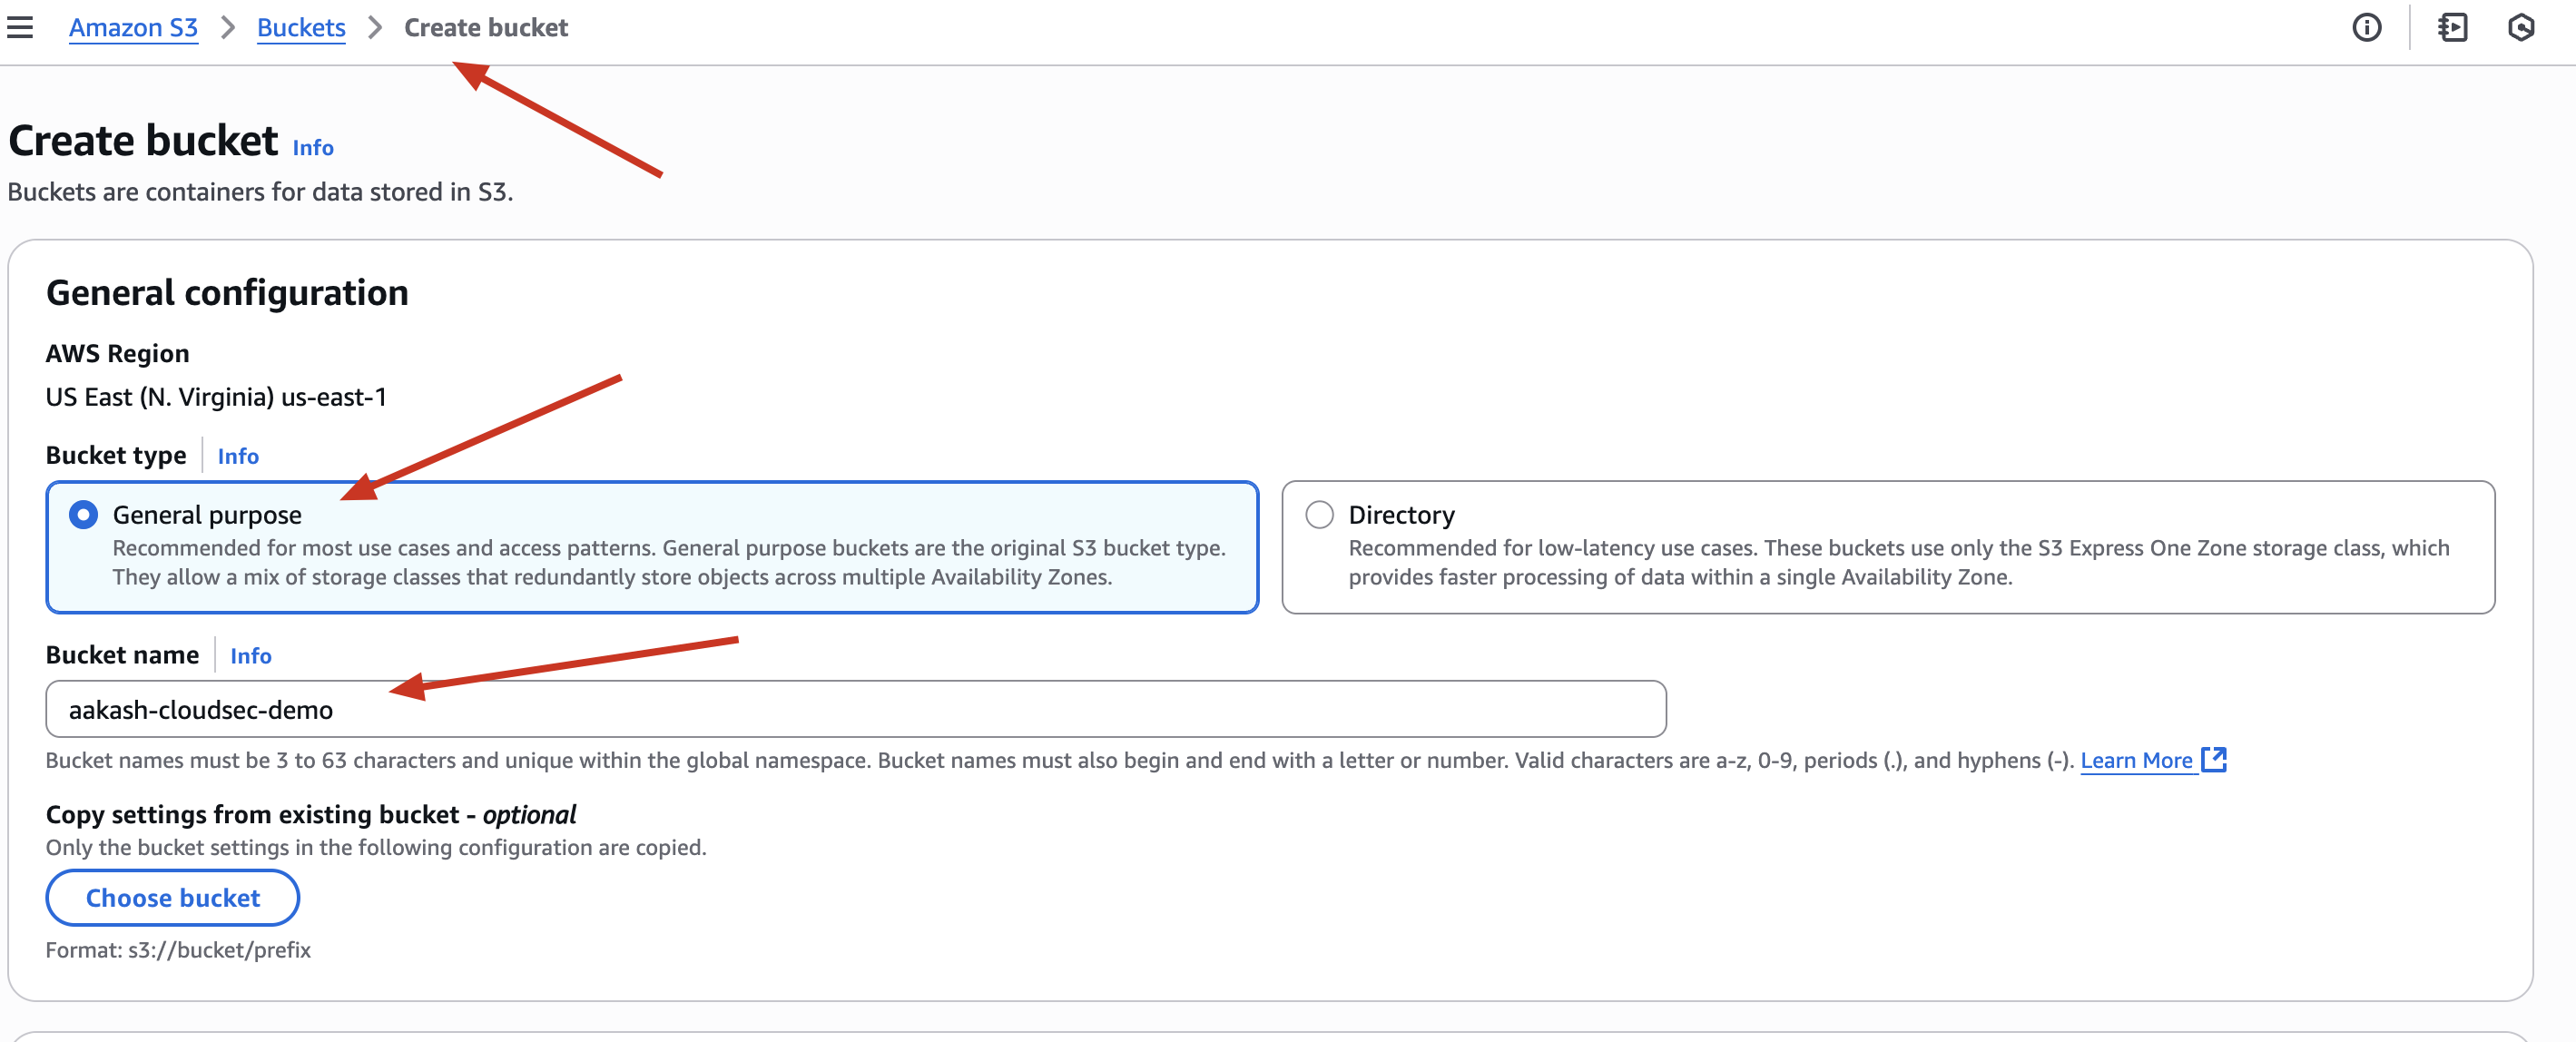 Amazon S3 > Buckets > Create bucket
Create bucket Info
Buckets are containers for data stored in S3.
General configuration
AWS Region
US East (N. Virginia) us-east-1
Bucket type Info
General purpose
Recommended for most use cases and access patterns. General purpose buckets are the original S3 bucket type.
They allow a mix of storage classes that redundantly store objects across multiple Availability Zones.
Directory
Recommended for low-latency use cases. These buckets use only the S3 Express One Zone storage class, which
provides faster processing of data within a single Availability Zone.
Bucket name Info
aakash-cloudsec-demo
Bucket names must be 3 to 63 characters and unique within the global namespace. Bucket names must also begin and end with a letter or number. Valid characters are a-z, 0-9, periods (.), and hyphens (-). Learn More
Copy settings from existing bucket - optional
Only the bucket settings in the following configuration are copied.
Choose bucket
Format: s3://bucket/prefix